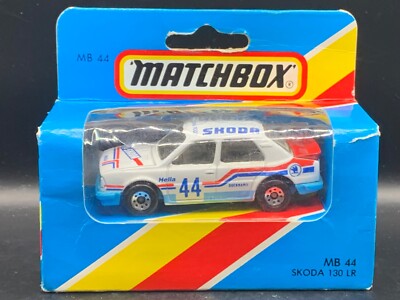 MB 44
MATCHBOX
SKODA
Hella
44
MB 44
SKODA 130 LR